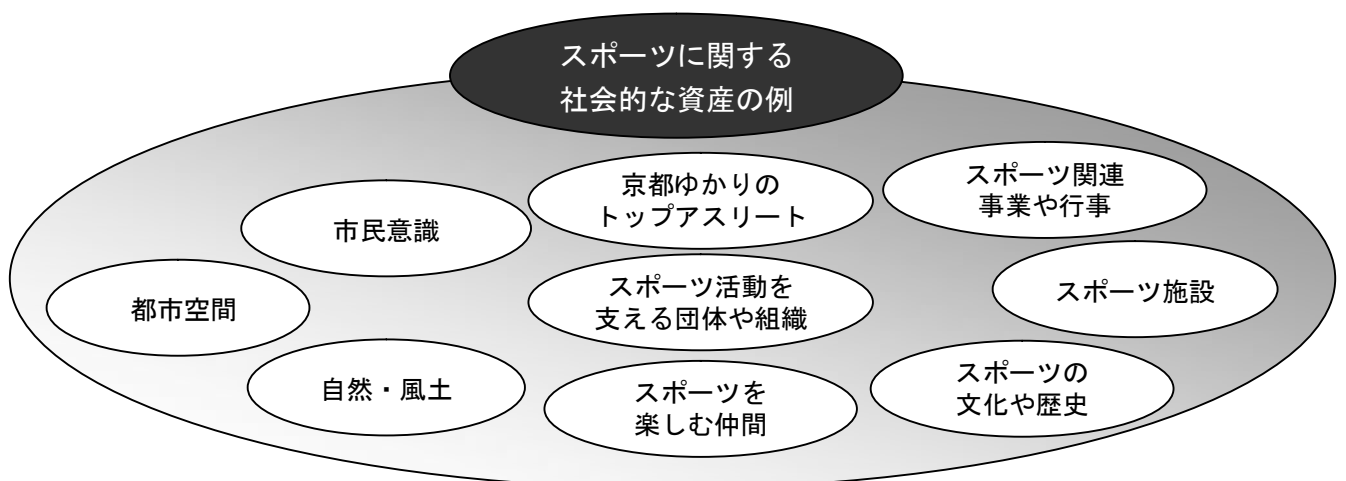 スポーツに関する
社会的な資産の例
京都ゆかりの
トップアスリート
スポーツ関連
事業や行事
市民意識
スポーツ活動を
支える団体や組織
スポーツ施設
都市空間
自然・風土
スポーツを
楽しむ仲間
スポーツの
文化や歴史